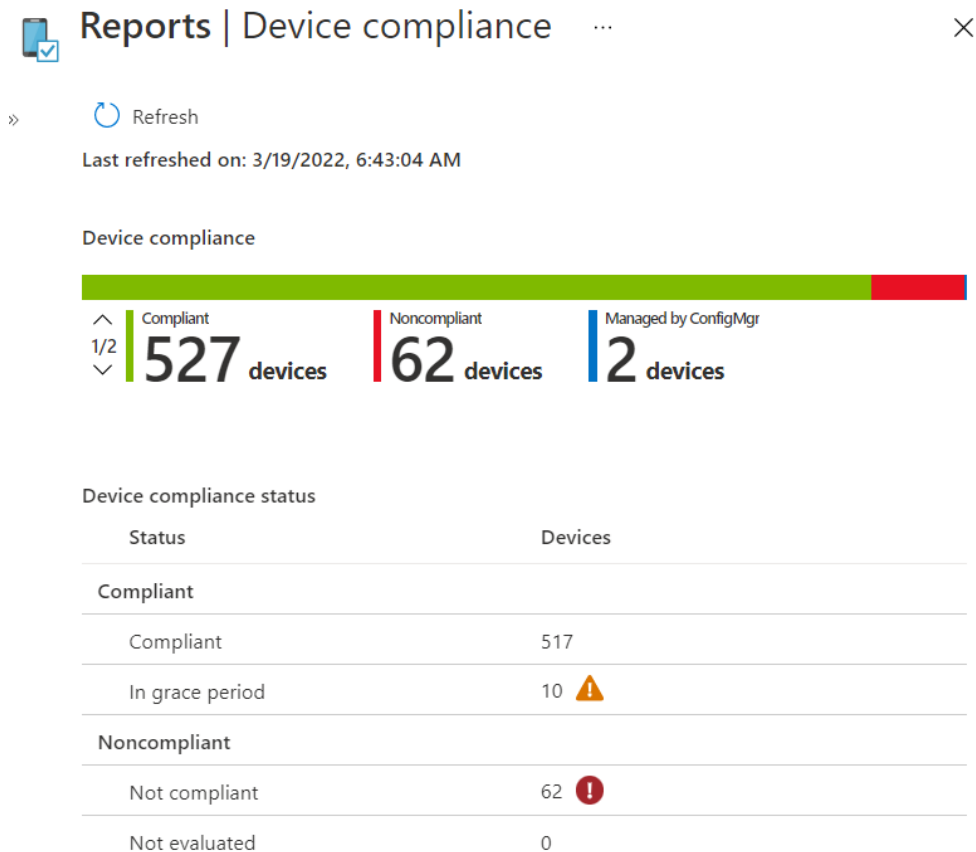 Reports | Device compliance ...
Refresh
Last refreshed on: 3/19/2022, 6:43:04 AM
Device compliance
1/2
Compliant
527 devices
Noncompliant
62 devices
Managed by ConfigMgr
2 devices
Device compliance status
Status Devices
Compliant
Compliant 517
In grace period 10
Noncompliant
Not compliant 62
Not evaluated 0